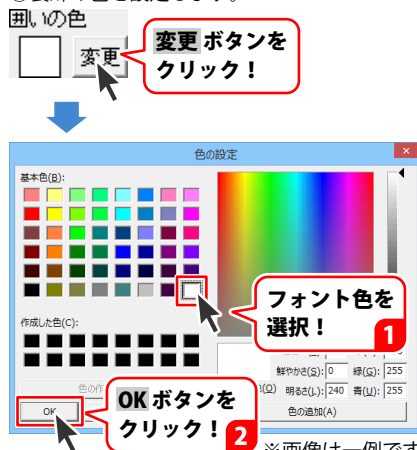 囲いの色
変更
変更 ボタンを
クリック！
色の設定
基本色(B):
フォント色を
選択！
1
作成した色(C):
鮮やかさ(S): 0 緑(G): 255
(O) 明るさ(L): 240 青(U): 255
OK
OK ボタンを
クリック！
2
色の追加(A)
※画像は一例です